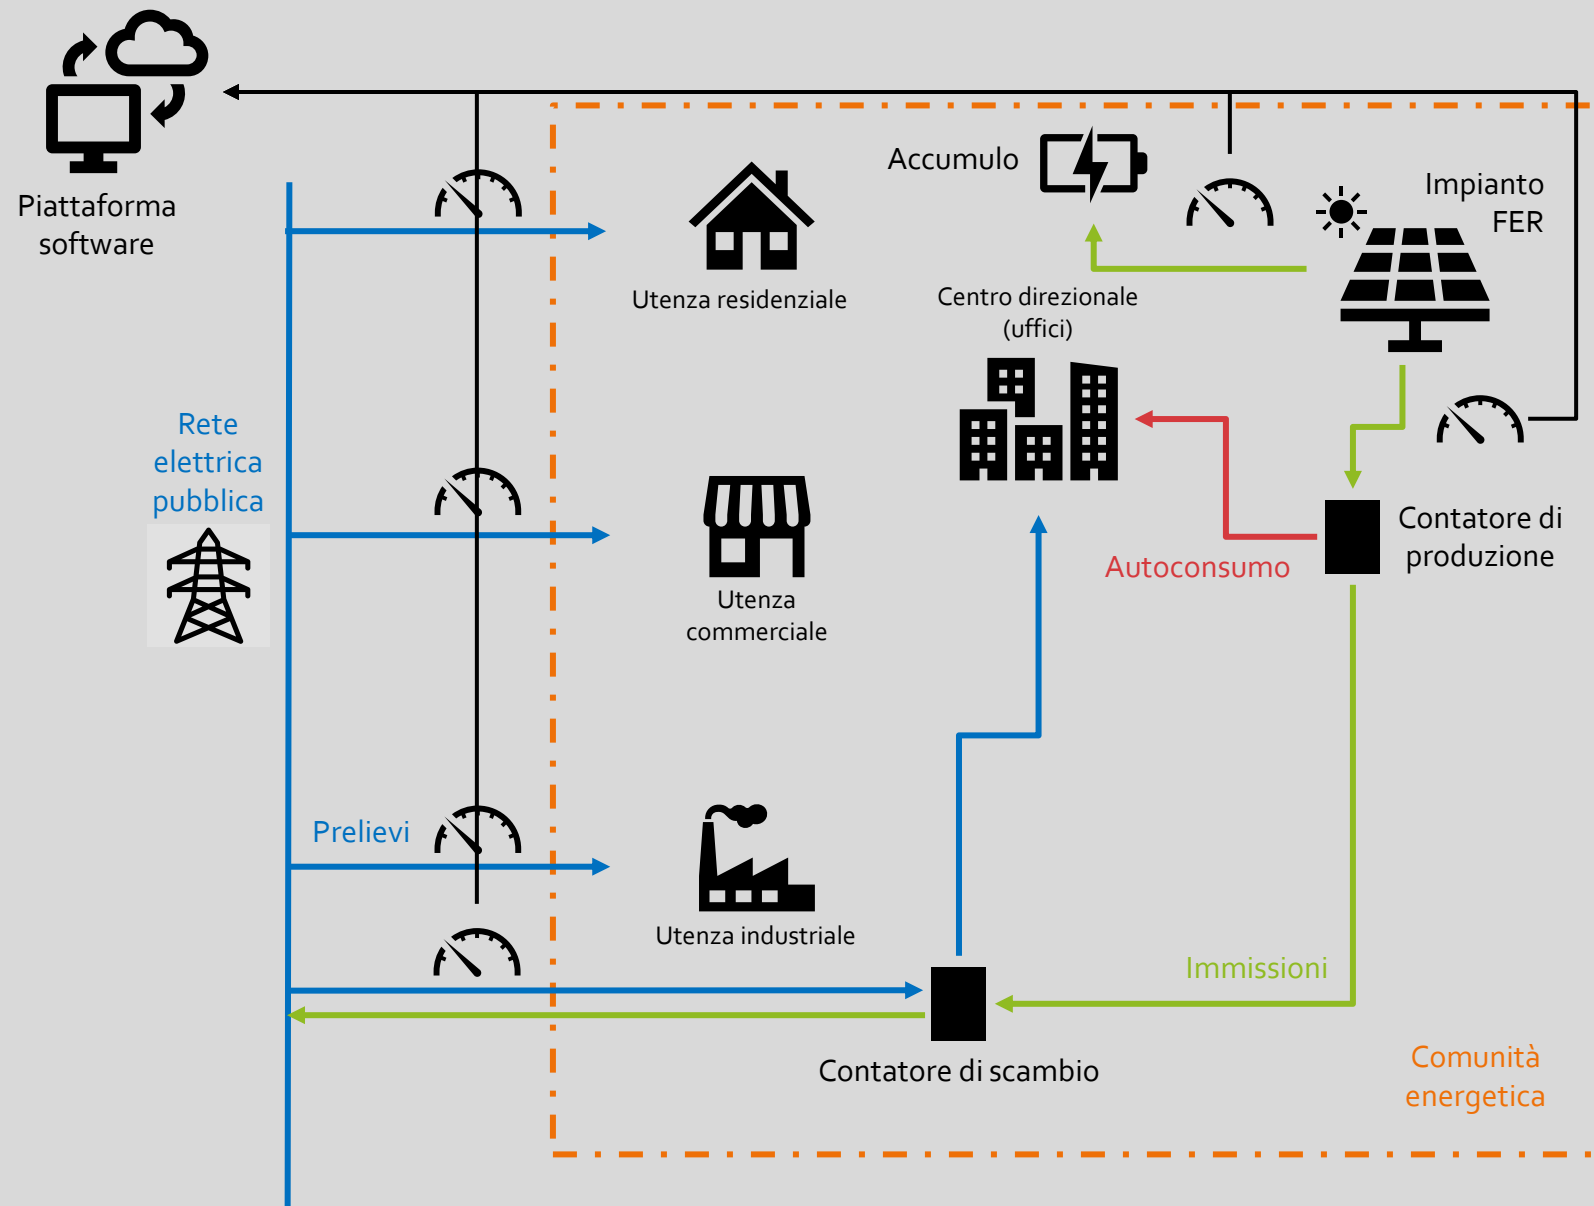 Piattaforma
software
Accumulo
Impianto
FER
Utenza residenziale
Centro direzionale
(uffici)
Rete
elettrica
pubblica
Contatore di
produzione
Autoconsumo
Utenza
commerciale
Prelievi
Utenza industriale
Immissioni
Contatore di scambio
Comunità
energetica